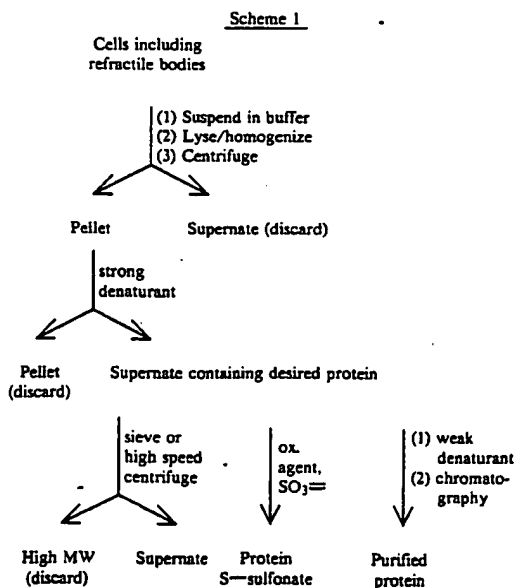 Scheme 1
Cells including
refractile bodies
(1) Suspend in buffer
(2) Lyse/homogenize
(3) Centrifuge
Pellet
Supernate (discard)
strong
denaturant
Pellet
(discard)
Supernate containing desired protein
sieve or
high speed
centrifuge
ox.
agent,
SO₃=
(1) weak
denaturant
(2) chromato-
graphy
High MW
(discard)
Supernate
Protein
S—sulfonate
Purified
protein